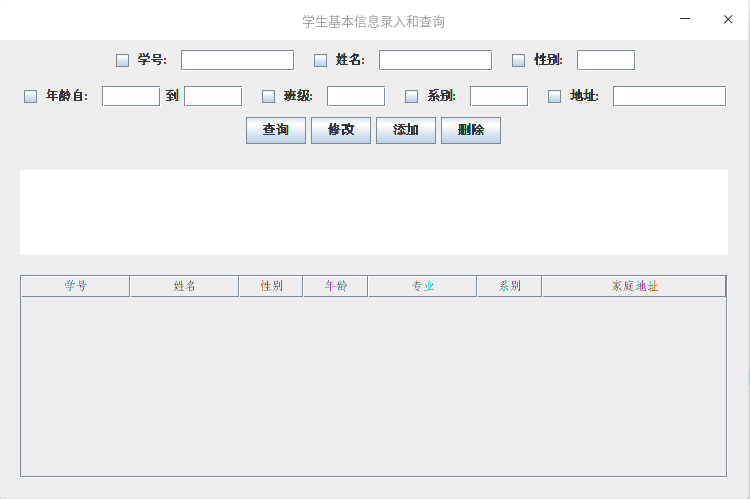 学生基本信息录入和查询
学号: 姓名: 性别:
年龄自: 到 班级: 系别: 地址:
查询 修改 添加 删除
学号 姓名 性别 年龄 专业 系别 家庭地址